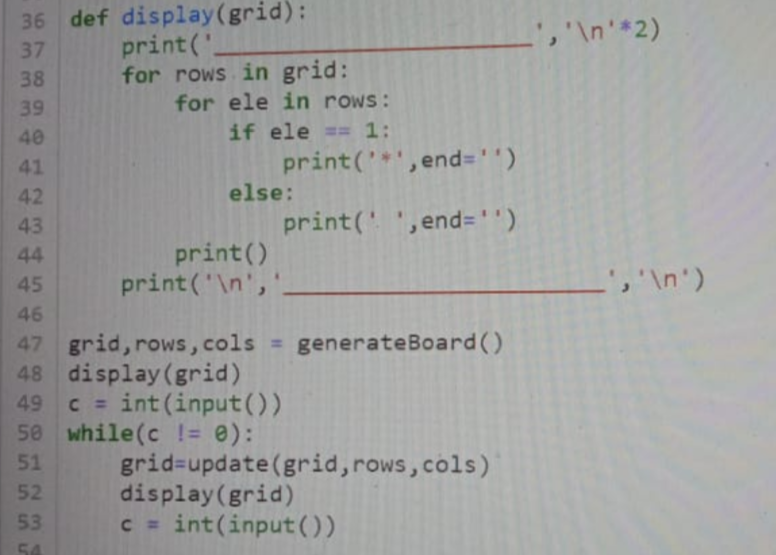 36 def display(grid):
37     print('______________________','\n'*2)
38     for rows in grid:
39         for ele in rows:
40             if ele == 1:
41                 print('*',end='')
42             else:
43                 print(' ',end='')
44         print()
45     print('\n','______________________','\n')
46
47 grid,rows,cols = generateBoard()
48 display(grid)
49 c = int(input())
50 while(c != 0):
51     grid=update(grid,rows,cols)
52     display(grid)
53     c = int(input())
54